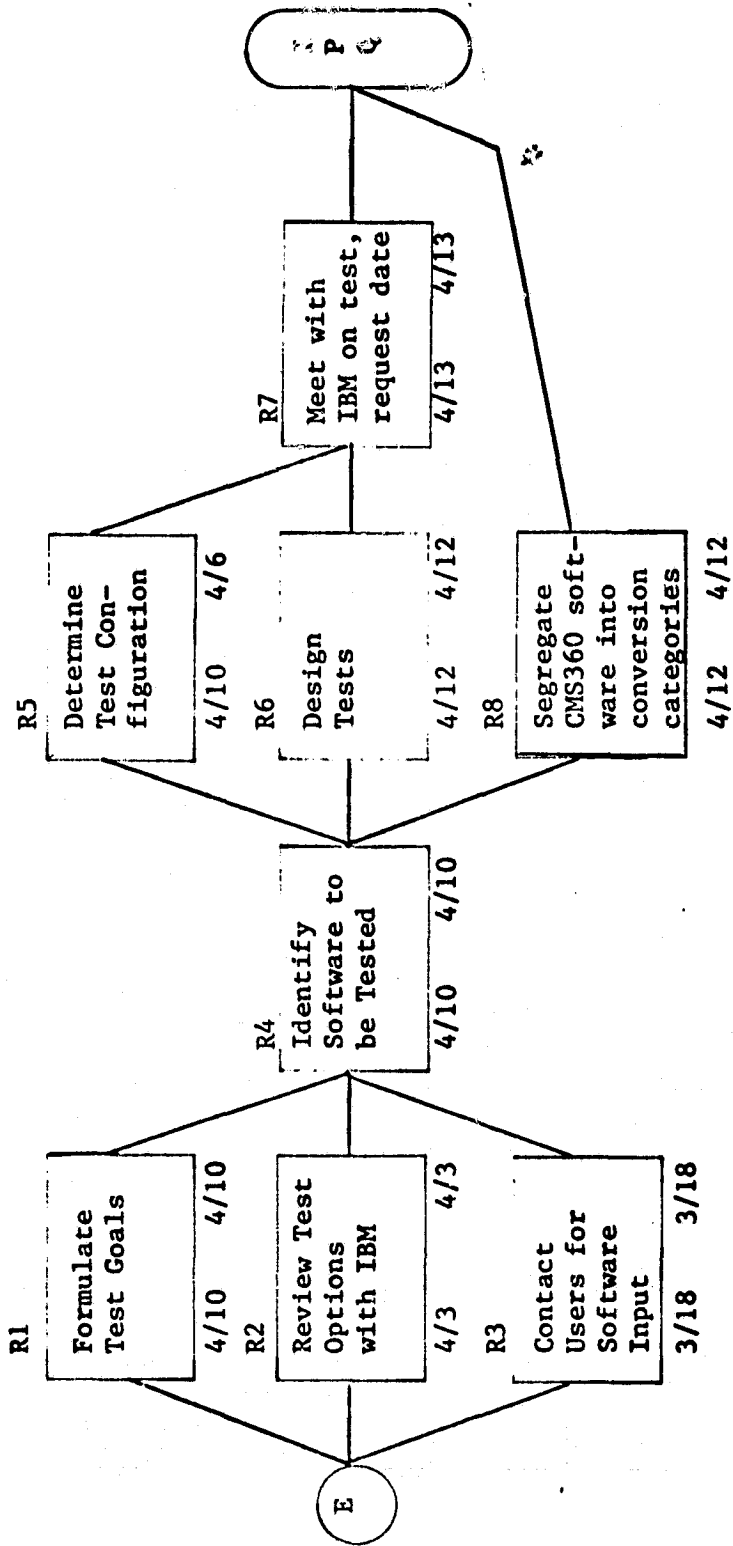 E
R1
Formulate
Test Goals
4/10 4/10
R2
Review Test
Options
with IBM
4/3 4/3
R3
Contact
Users for
Software
Input
3/18 3/18
R4
Identify
Software to
be Tested
4/10 4/10
R5
Determine
Test Con-
figuration
4/10 4/6
R6
Design
Tests
4/12 4/12
R8
Segregate
CMS360 soft-
ware into
conversion
categories
4/12 4/12
R7
Meet with
IBM on test,
request date
4/13 4/13
P